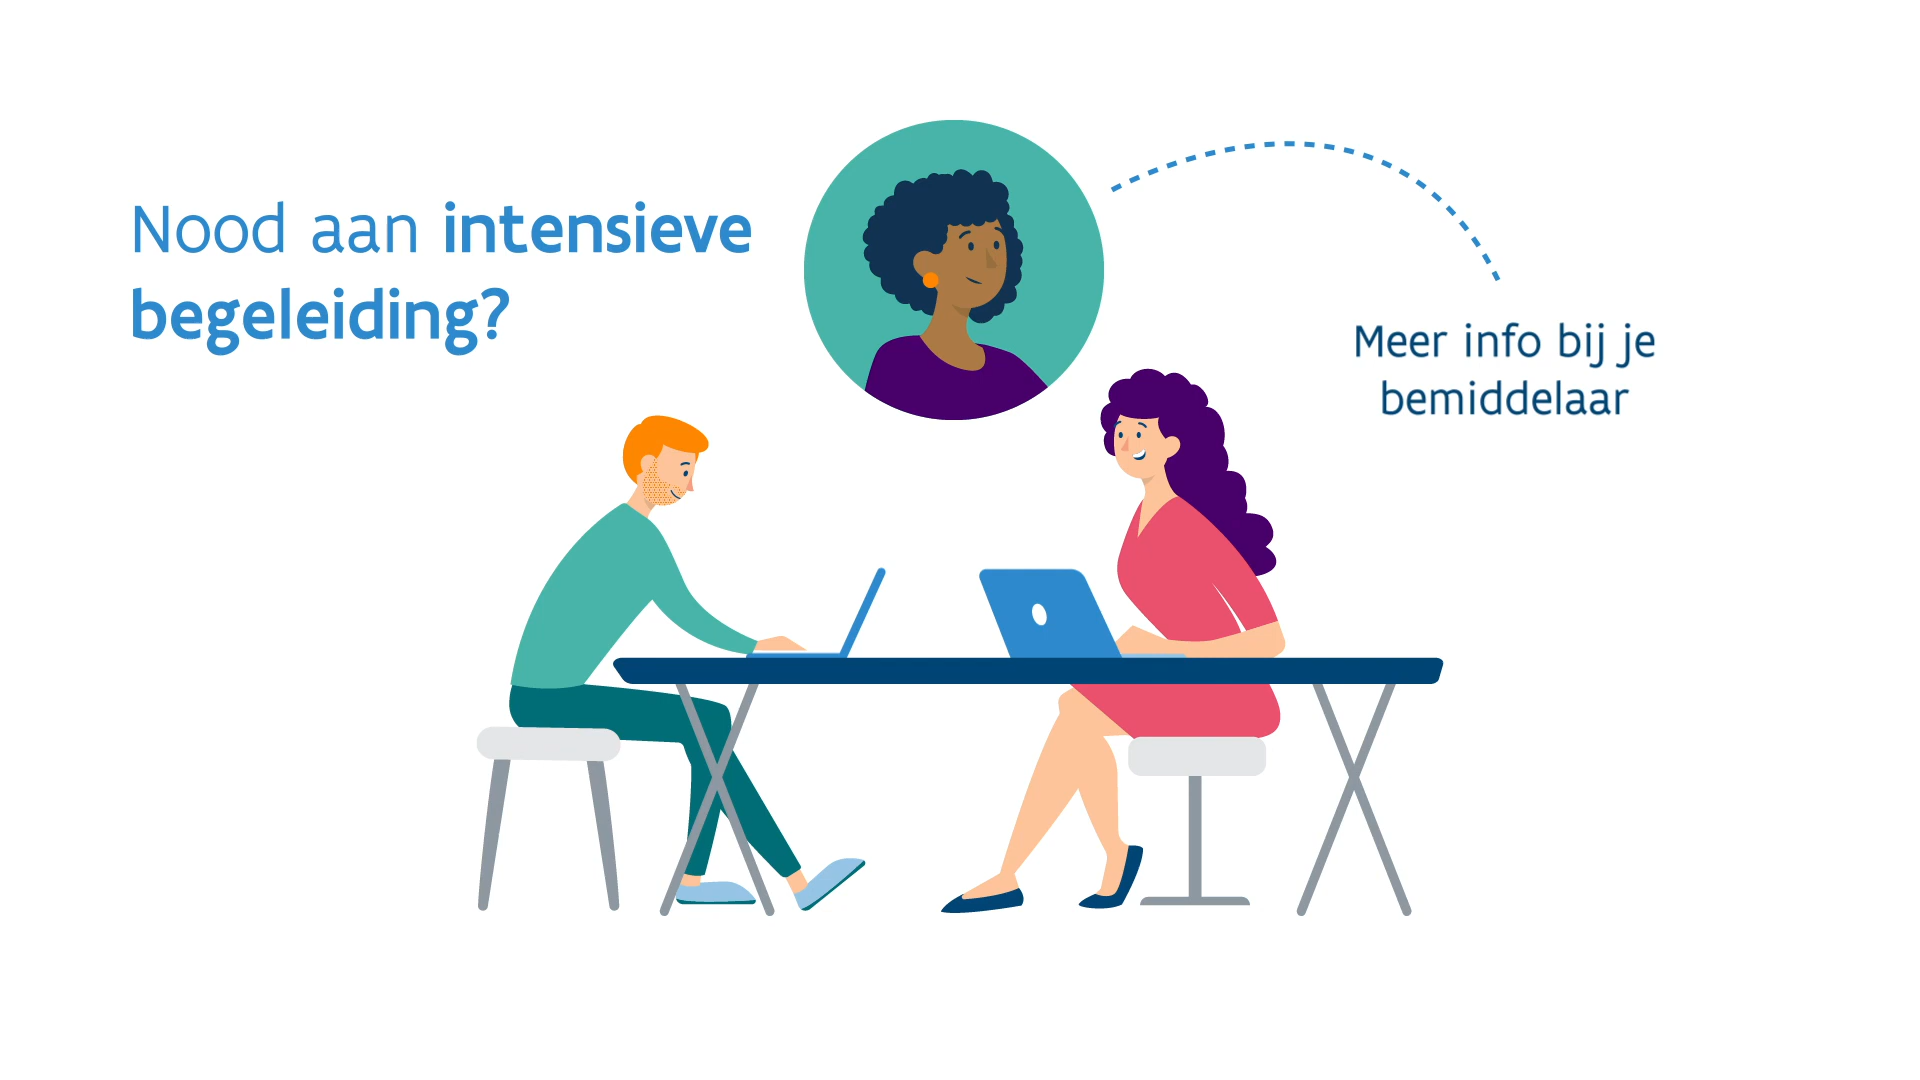 Nood aan intensieve
begeleiding?
Meer info bij je
bemiddelaar